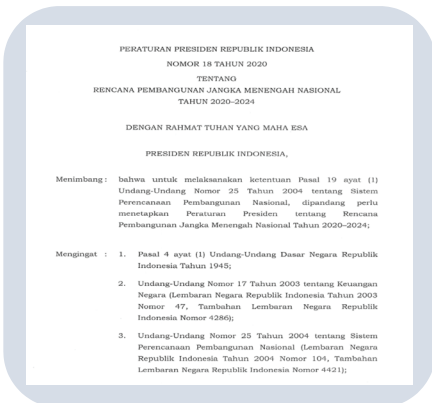 PERATURAN PRESIDEN REPUBLIK INDONESIA
NOMOR 18 TAHUN 2020
TENTANG
RENCANA PEMBANGUNAN JANGKA MENENGAH NASIONAL
TAHUN 2020–2024
DENGAN RAHMAT TUHAN YANG MAHA ESA
PRESIDEN REPUBLIK INDONESIA,
Menimbang : bahwa untuk melaksanakan ketentuan Pasal 19 ayat (1)
Undang-Undang Nomor 25 Tahun 2004 tentang Sistem
Perencanaan Pembangunan Nasional, dipandang perlu
menetapkan Peraturan Presiden tentang Rencana
Pembangunan Jangka Menengah Nasional Tahun 2020–2024;
Mengingat : 1. Pasal 4 ayat (1) Undang-Undang Dasar Negara Republik
Indonesia Tahun 1945;
2. Undang-Undang Nomor 17 Tahun 2003 tentang Keuangan
Negara (Lembaran Negara Republik Indonesia Tahun 2003
Nomor 47, Tambahan Lembaran Negara Republik
Indonesia Nomor 4286);
3. Undang-Undang Nomor 25 Tahun 2004 tentang Sistem
Perencanaan Pembangunan Nasional (Lembaran Negara
Republik Indonesia Tahun 2004 Nomor 104, Tambahan
Lembaran Negara Republik Indonesia Nomor 4421);